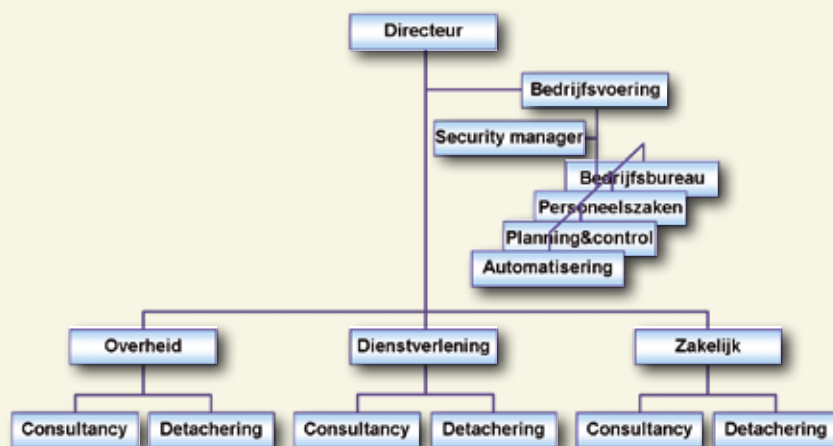 Directeur
Bedrijfsvoering
Security manager
Bedrijfsbureau
Personeelszaken
Planning&control
Automatisering
Overheid
Dienstverlening
Zakelijk
Consultancy
Detachering
Consultancy
Detachering
Consultancy
Detachering